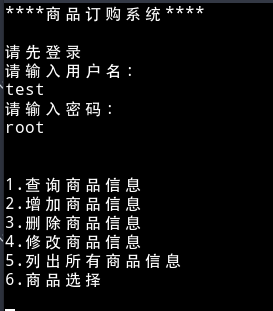 ****商品订购系统****
请先登录
请输入用户名:
test
请输入密码:
root
1.查询商品信息
2.增加商品信息
3.删除商品信息
4.修改商品信息
5.列出所有商品信息
6.商品选择